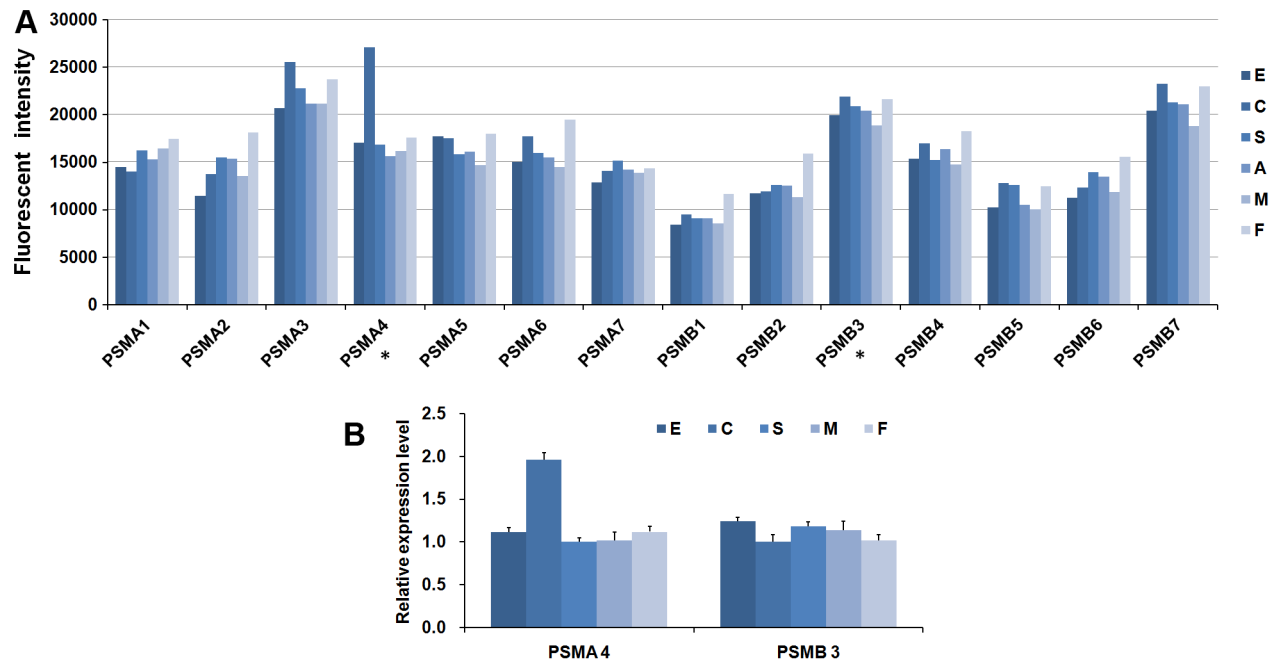 A
Fluorescent intensity
30000
25000
20000
15000
10000
5000
0
PSMA1
PSMA2
PSMA3
PSMA4
*
PSMA5
PSMA6
PSMA7
PSMB1
PSMB2
PSMB3
*
PSMB4
PSMB5
PSMB6
PSMB7
E
C
S
A
M
F
B
Relative expression level
2.5
2.0
1.5
1.0
0.5
0.0
E C S M F
PSMA 4 PSMB 3